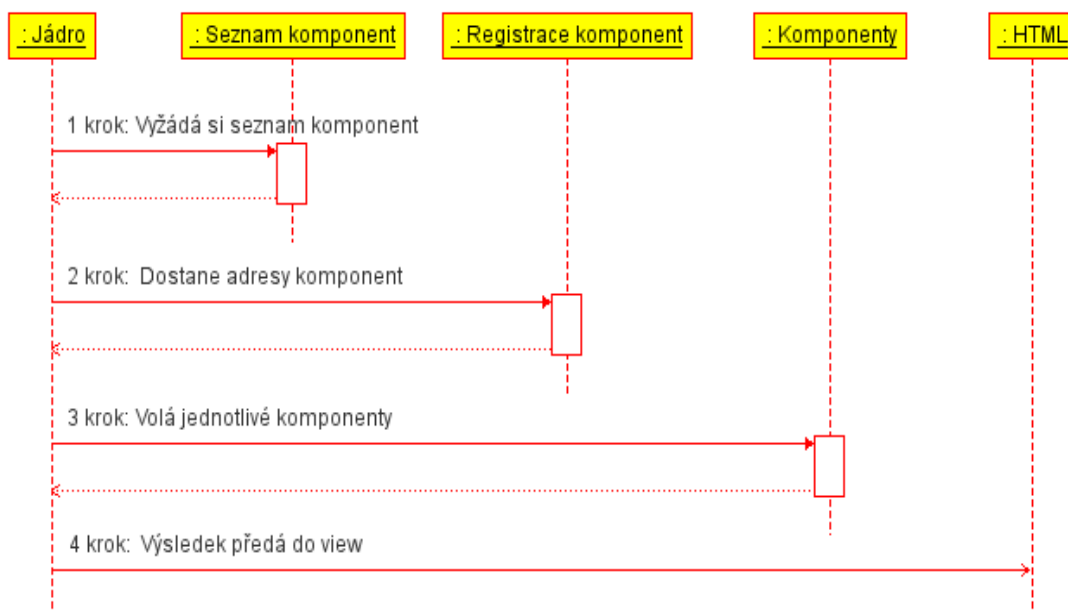 : Jádro
: Seznam komponent
: Registrace komponent
: Komponenty
: HTML
1 krok: Vyžádá si seznam komponent
2 krok: Dostane adresy komponent
3 krok: Volá jednotlivé komponenty
4 krok: Výsledek předá do view